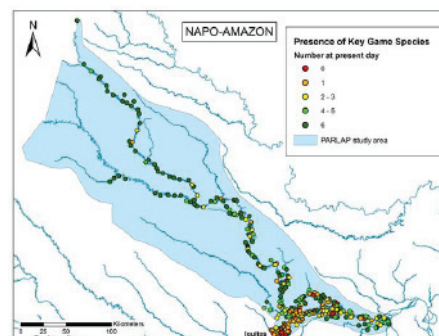 N
NAPO-AMAZON
Presence of Key Game Species
Number at present day
0
1
2 - 3
4 - 5
6
PARLAP study area
Kilometers
0 25 50 100
Iquitos